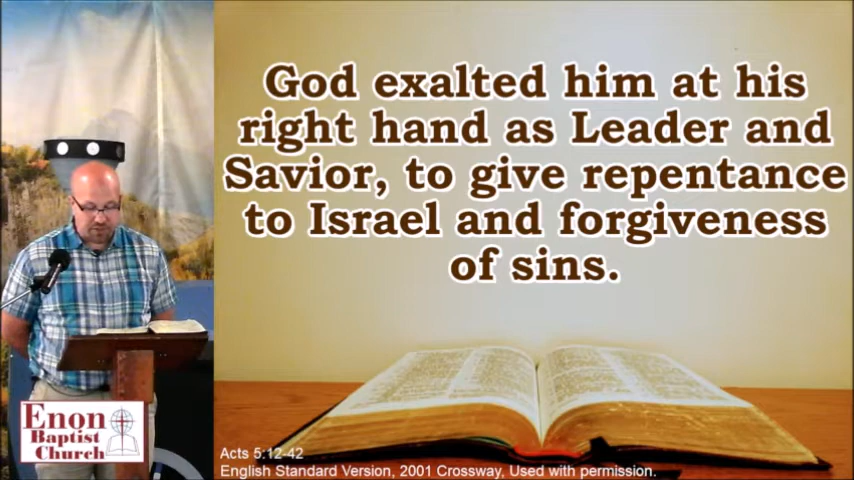 God exalted him at his
right hand as Leader and
Savior, to give repentance
to Israel and forgiveness
of sins.
Enon
Baptist
Church
Acts 5:12-42
English Standard Version, 2001 Crossway, Used with permission.